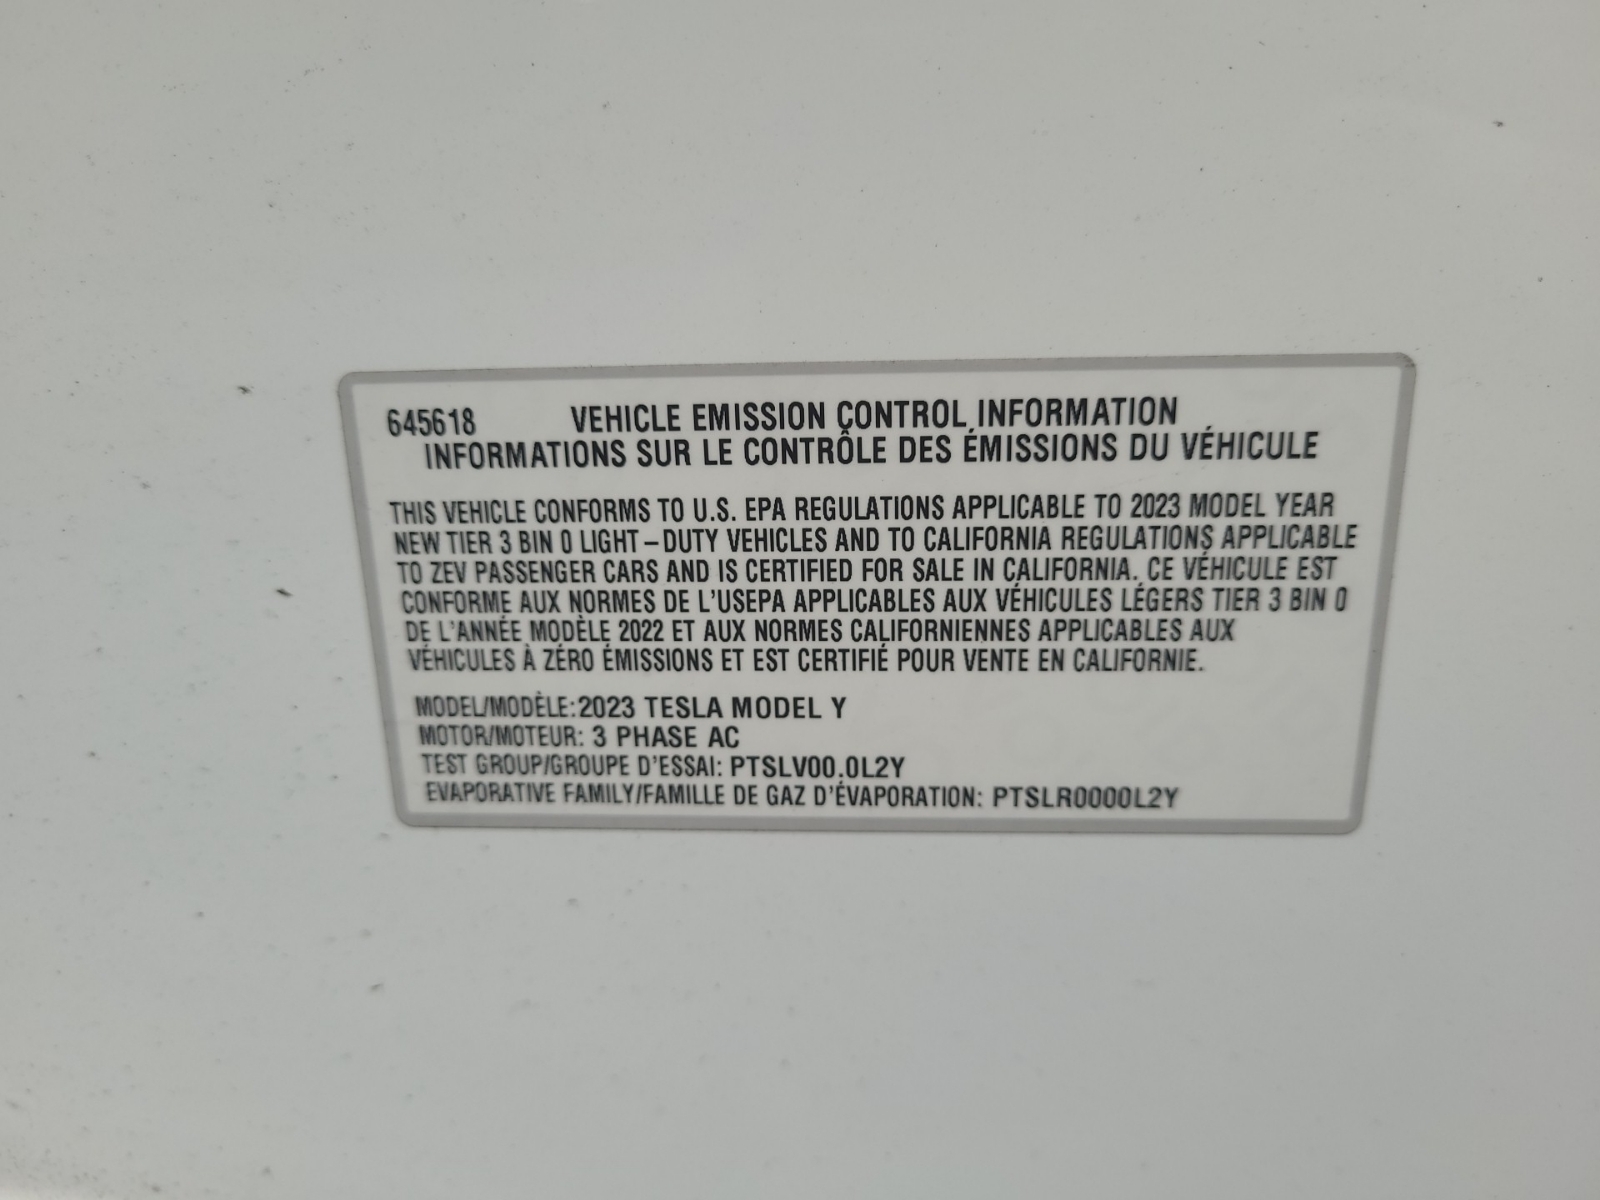 645618 VEHICLE EMISSION CONTROL INFORMATION
INFORMATIONS SUR LE CONTRÔLE DES ÉMISSIONS DU VÉHICULE
THIS VEHICLE CONFORMS TO U.S. EPA REGULATIONS APPLICABLE TO 2023 MODEL YEAR
NEW TIER 3 BIN 0 LIGHT – DUTY VEHICLES AND TO CALIFORNIA REGULATIONS APPLICABLE
TO ZEV PASSENGER CARS AND IS CERTIFIED FOR SALE IN CALIFORNIA. CE VÉHICULE EST
CONFORME AUX NORMES DE L'USEPA APPLICABLES AUX VÉHICULES LÉGERS TIER 3 BIN 0
DE L'ANNÉE MODÈLE 2022 ET AUX NORMES CALIFORNIENNES APPLICABLES AUX
VÉHICULES À ZÉRO ÉMISSIONS ET EST CERTIFIÉ POUR VENTE EN CALIFORNIE.
MODEL/MODÈLE:2023 TESLA MODEL Y
MOTOR/MOTEUR: 3 PHASE AC
TEST GROUP/GROUPE D'ESSAI: PTSLV00.0L2Y
EVAPORATIVE FAMILY/FAMILLE DE GAZ D'ÉVAPORATION: PTSLR0000L2Y